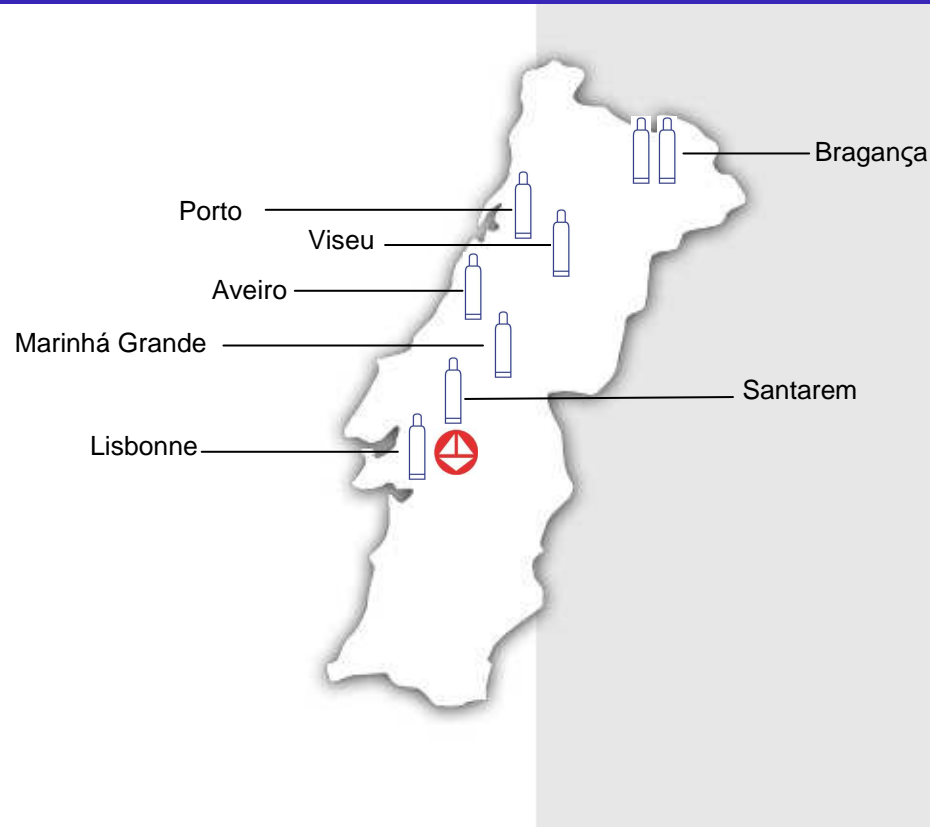 Bragança
Porto
Viseu
Aveiro
Marinhá Grande
Santarem
Lisbonne